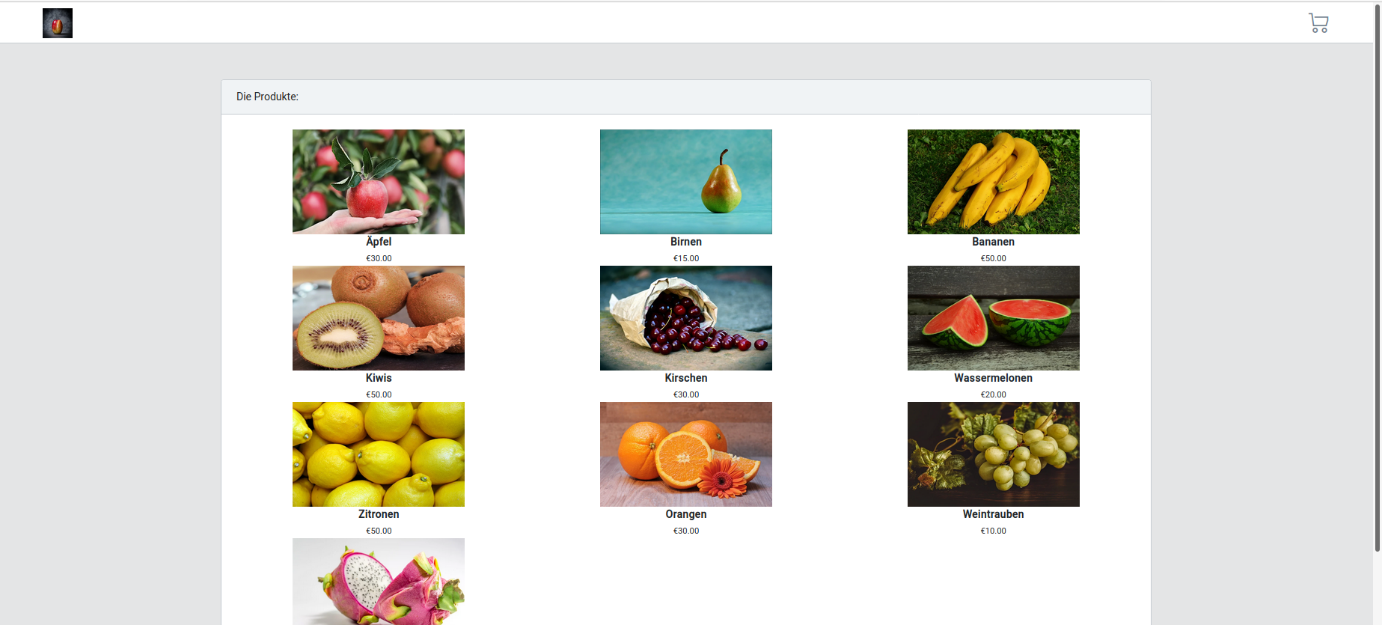 Die Produkte:
Äpfel
€30.00
Birnen
€15.00
Bananen
€50.00
Kiwis
€50.00
Kirschen
€30.00
Wassermelonen
€20.00
Zitronen
€50.00
Orangen
€30.00
Weintrauben
€10.00